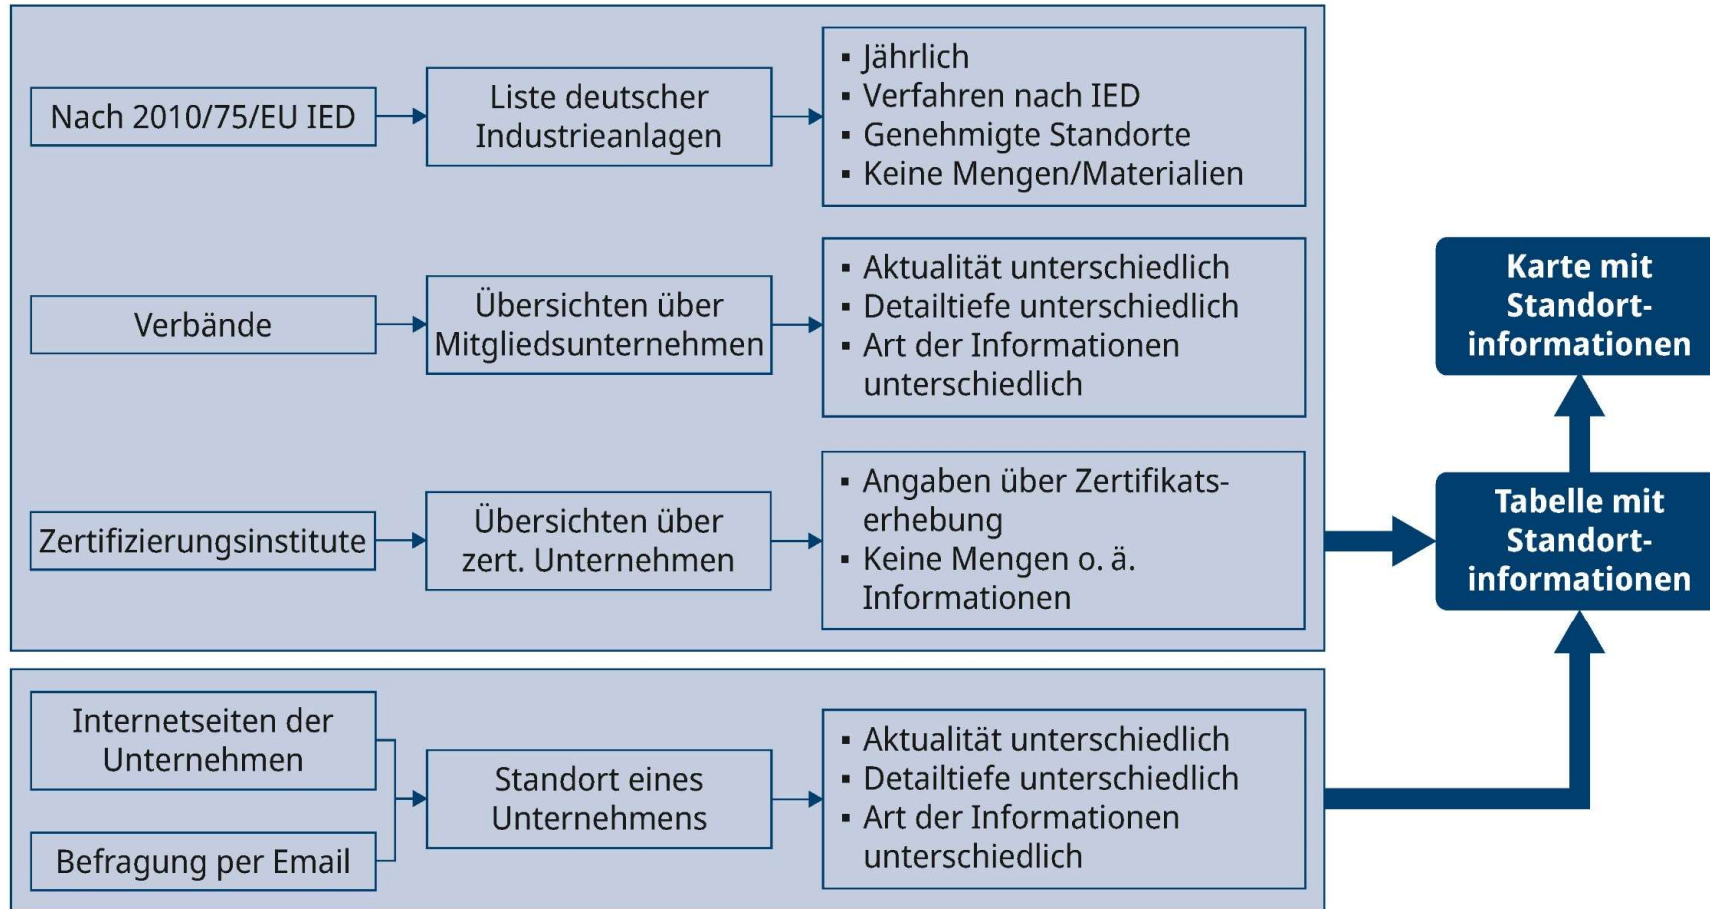 Nach 2010/75/EU IED
Liste deutscher
Industrieanlagen
▪ Jährlich
▪ Verfahren nach IED
▪ Genehmigte Standorte
▪ Keine Mengen/Materialien
Verbände
Übersichten über
Mitgliedsunternehmen
▪ Aktualität unterschiedlich
▪ Detailtiefe unterschiedlich
▪ Art der Informationen
unterschiedlich
Zertifizierungsinstitute
Übersichten über
zert. Unternehmen
▪ Angaben über Zertifikats-
erhebung
▪ Keine Mengen o. ä.
Informationen
Karte mit
Standort-
informationen
Tabelle mit
Standort-
informationen
Internetseiten der
Unternehmen
Befragung per Email
Standort eines
Unternehmens
▪ Aktualität unterschiedlich
▪ Detailtiefe unterschiedlich
▪ Art der Informationen
unterschiedlich